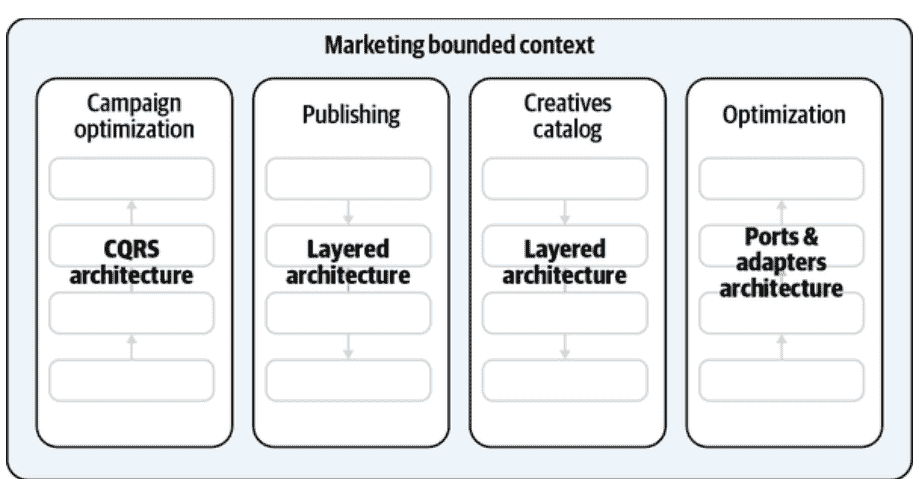 Marketing bounded context
Campaign
optimization
Publishing
Creatives
catalog
Optimization
CQRS
architecture
Layered
architecture
Layered
architecture
Ports &
adapters
architecture